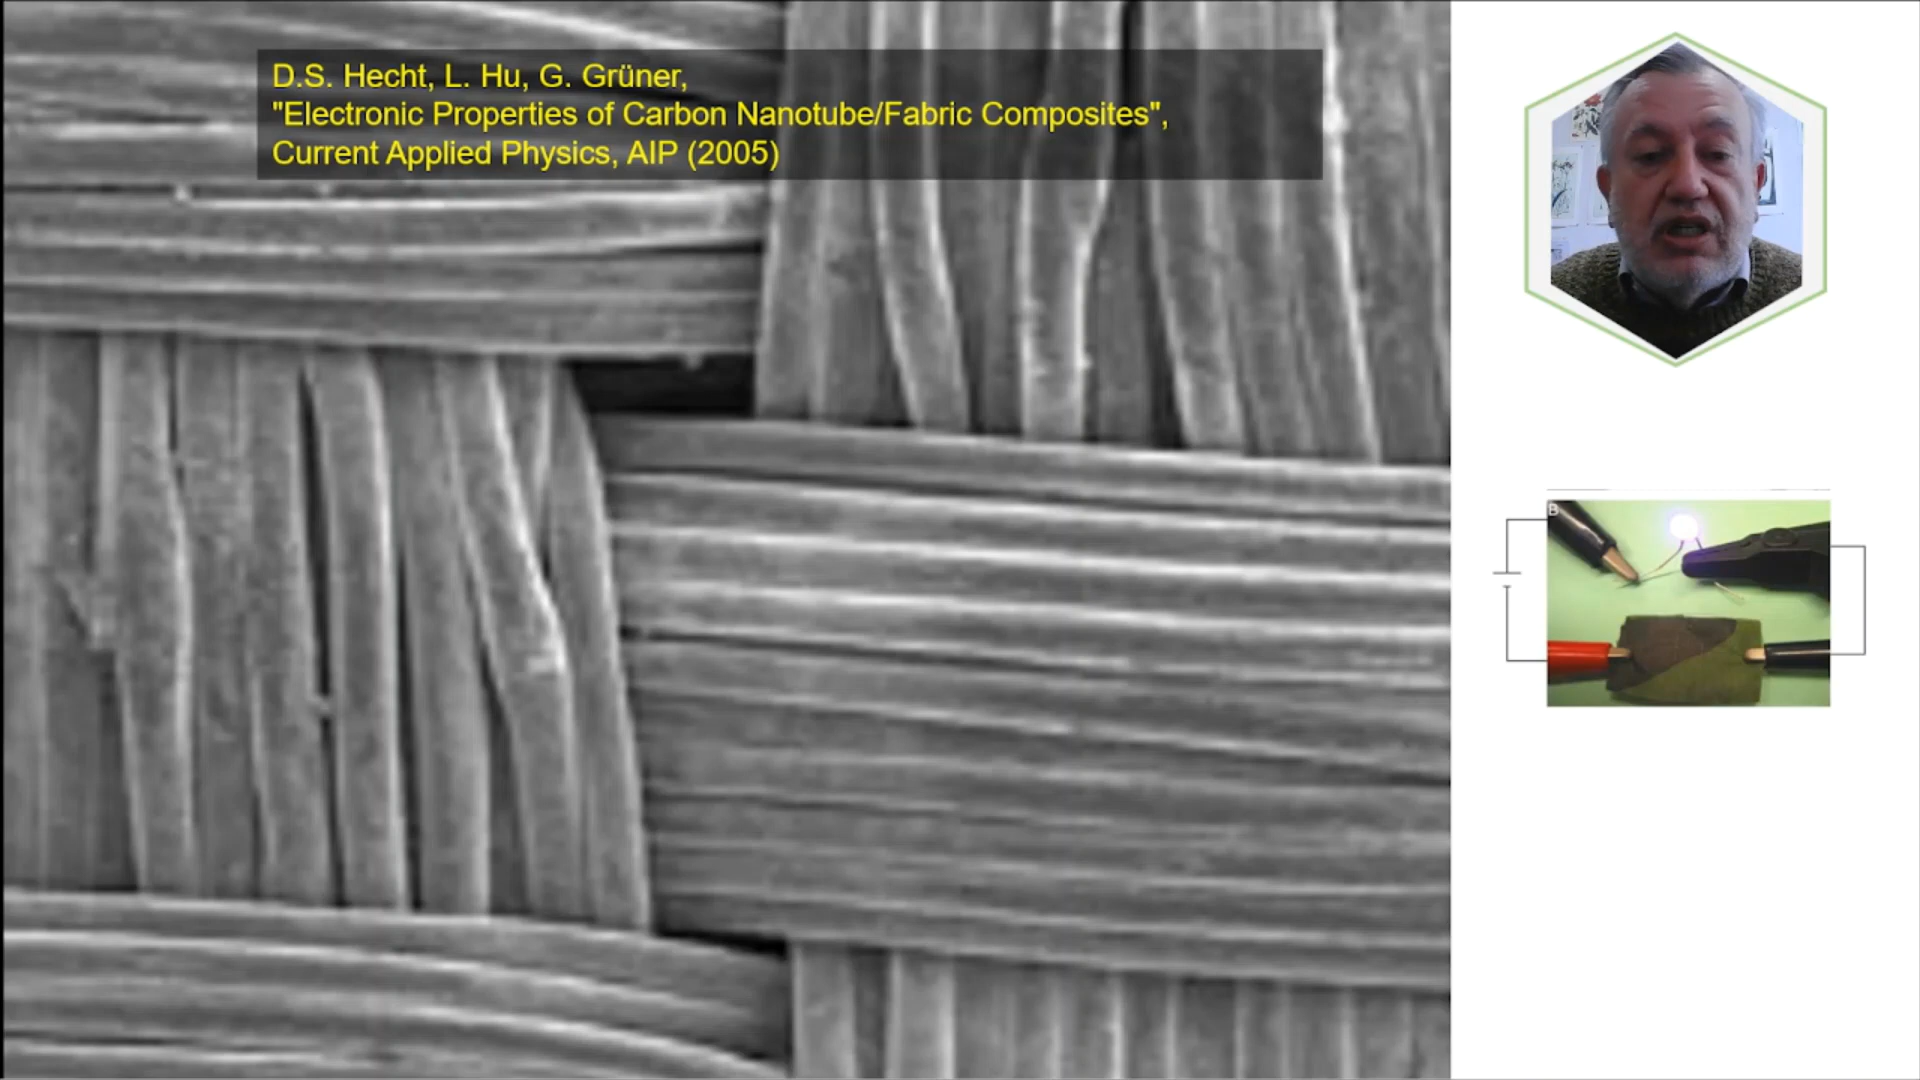 D.S. Hecht, L. Hu, G. Grüner,
"Electronic Properties of Carbon Nanotube/Fabric Composites",
Current Applied Physics, AIP (2005)
B